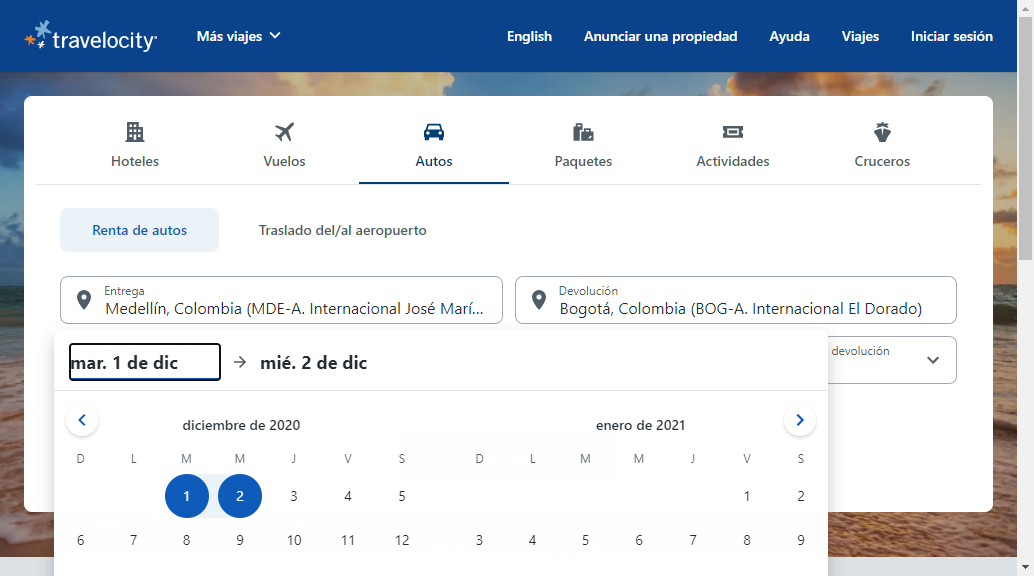 travelocity
Más viajes
English
Anunciar una propiedad
Ayuda
Viajes
Iniciar sesión
Hoteles
Vuelos
Autos
Paquetes
Actividades
Cruceros
Renta de autos
Traslado del/al aeropuerto
Entrega
Medellín, Colombia (MDE-A. Internacional José Marí...
Devolución
Bogotá, Colombia (BOG-A. Internacional El Dorado)
mar. 1 de dic
mié. 2 de dic
devolución
diciembre de 2020
enero de 2021
D L M M J V S
D L M M J V S
1 2 3 4 5
1 2
6 7 8 9 10 11 12
3 4 5 6 7 8 9